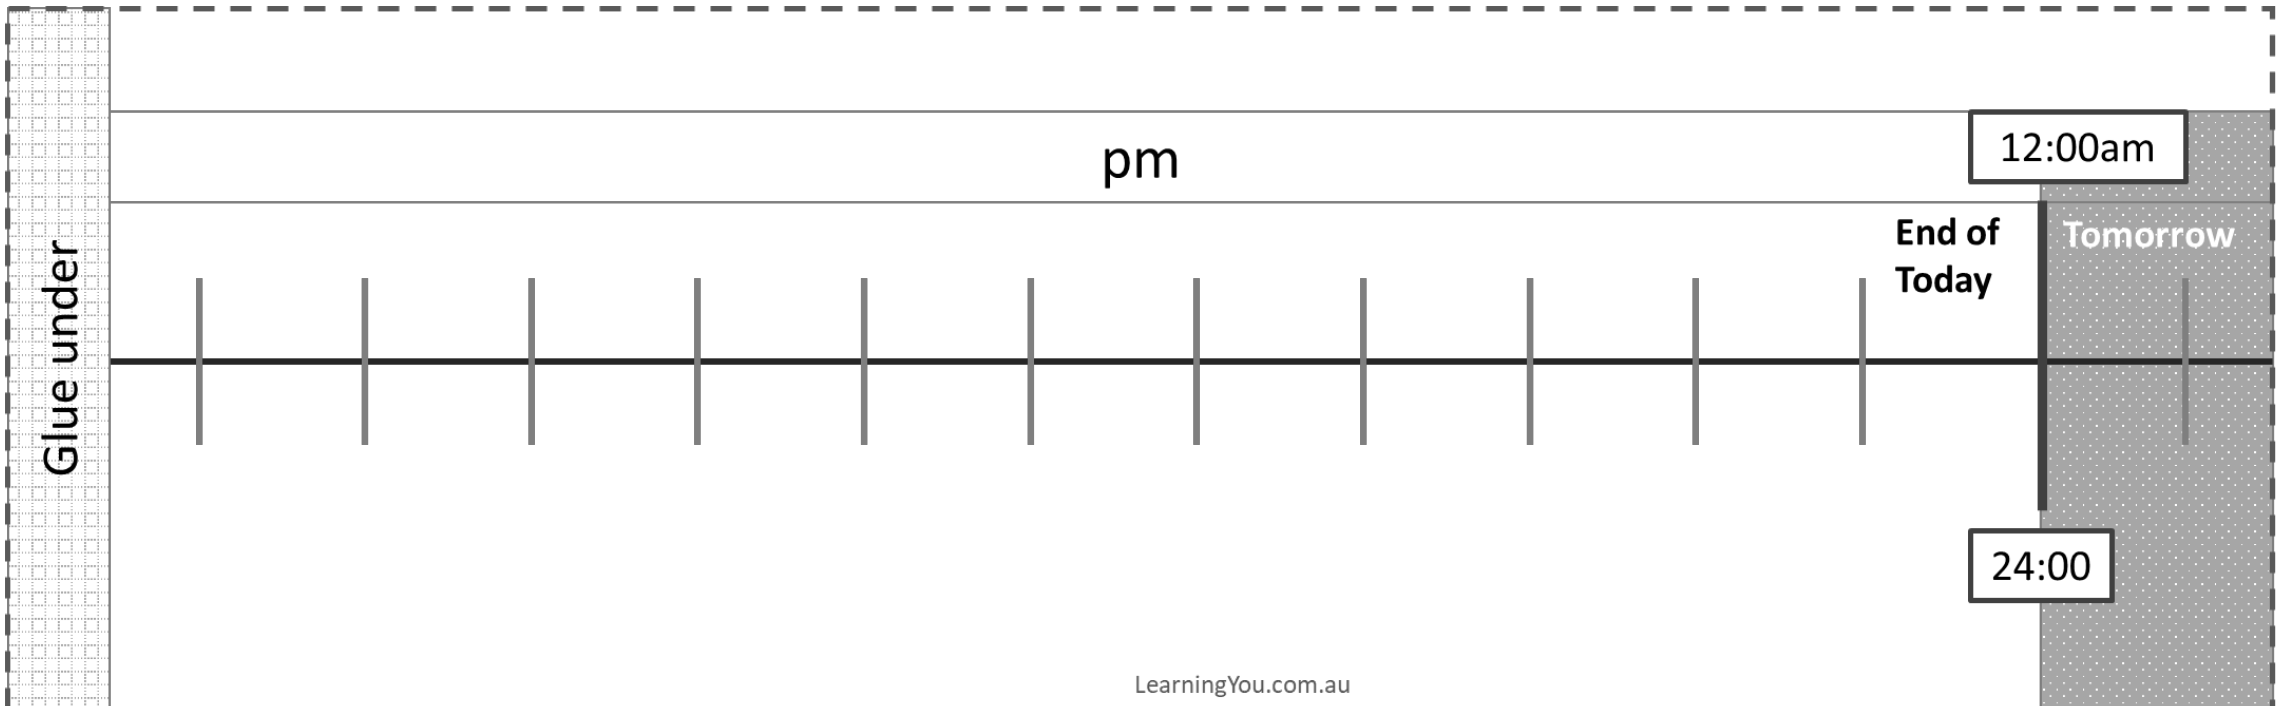 Glue under
pm
12:00am
End of
Today
Tomorrow
24:00
LearningYou.com.au